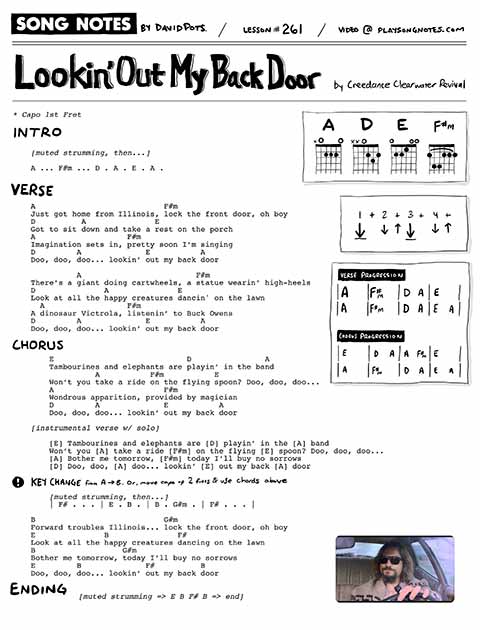 SONG NOTES BY DAVID POTS. / LESSON # 261 / VIDEO @ PLAYSONGNOTES.COM
Lookin' Out My Back Door by Creedance Clearwater Revival
* Capo 1st Fret
INTRO
[muted strumming, then...]
A ... F#m ... D . A . E . A .
A D E F#m
VERSE
A F#m
Just got home from Illinois, lock the front door, oh boy
D A E
Got to sit down and take a rest on the porch
A F#m
Imagination sets in, pretty soon I'm singing
D A E A
Doo, doo, doo... lookin' out my back door
A F#m
There's a giant doing cartwheels, a statue wearin' high-heels
D A E
Look at all the happy creatures dancin' on the lawn
A F#m
A dinosaur Victrola, listenin' to Buck Owens
D A E A
Doo, doo, doo... lookin' out my back door
1 + 2 + 3 + 4 +
VERSE PROGRESSION
| A | F#m | D A | E |
| A | F#m | D A | E A |
CHORUS PROGRESSION
| E | D A | A F#m | E |
| A | F#m | D A | E A |
CHORUS
E D A
Tambourines and elephants are playin' in the band
A F#m E
Won't you take a ride on the flying spoon? Doo, doo, doo...
A F#m
Wondrous apparition, provided by magician
D A E A
Doo, doo, doo... lookin' out my back door
[instrumental verse w/ solo]
[E] Tambourines and elephants are [D] playin' in the [A] band
Won't you [A] take a ride [F#m] on the flying [E] spoon? Doo, doo, doo...
[A] Bother me tomorrow, [F#m] today I'll buy no sorrows
[D] Doo, doo, [A] doo... lookin' [E] out my back [A] door
! KEY CHANGE from A → B. Or, move capo up 2 frets & use chords above
[muted strumming, then...]
| F# . . . | E . B . | B . G#m . | F# . . . |
B G#m
Forward troubles Illinois... lock the front door, oh boy
E B F#
Look at all the happy creatures dancing on the lawn
B G#m
Bother me tomorrow, today I'll buy no sorrows
E B F# B
Doo, doo, doo... lookin' out my back door
ENDING [muted strumming => E B F# B => end]